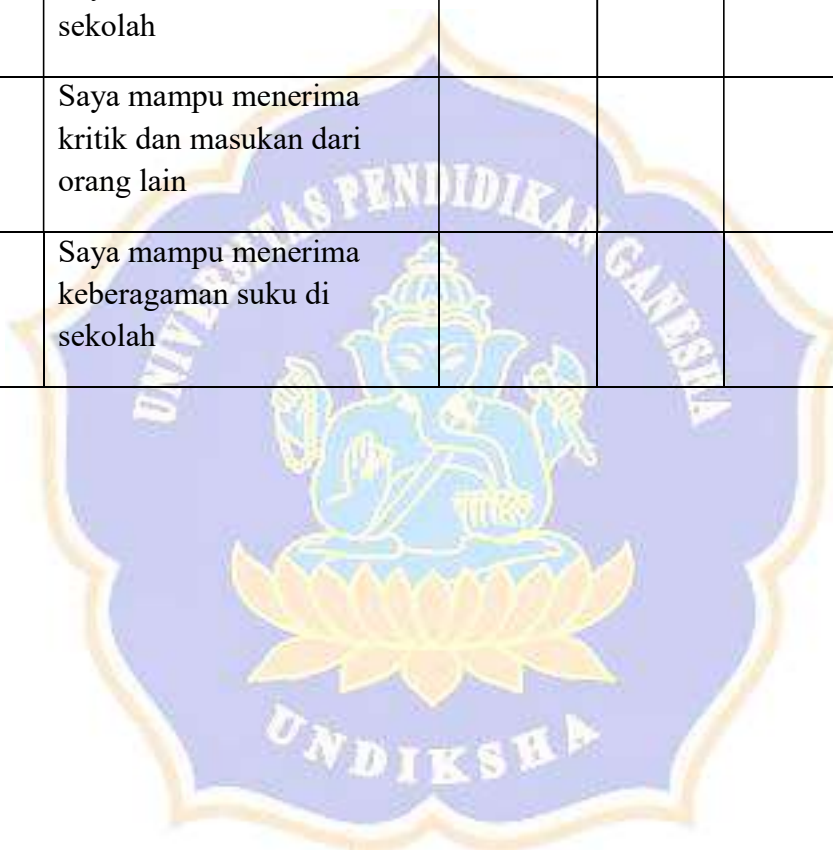 sekolah
Saya mampu menerima
kritik dan masukan dari
orang lain
Saya mampu menerima
keberagaman suku di
sekolah
UNIVERSITAS PENDIDIKAN GANESHA
UNDIKSHA